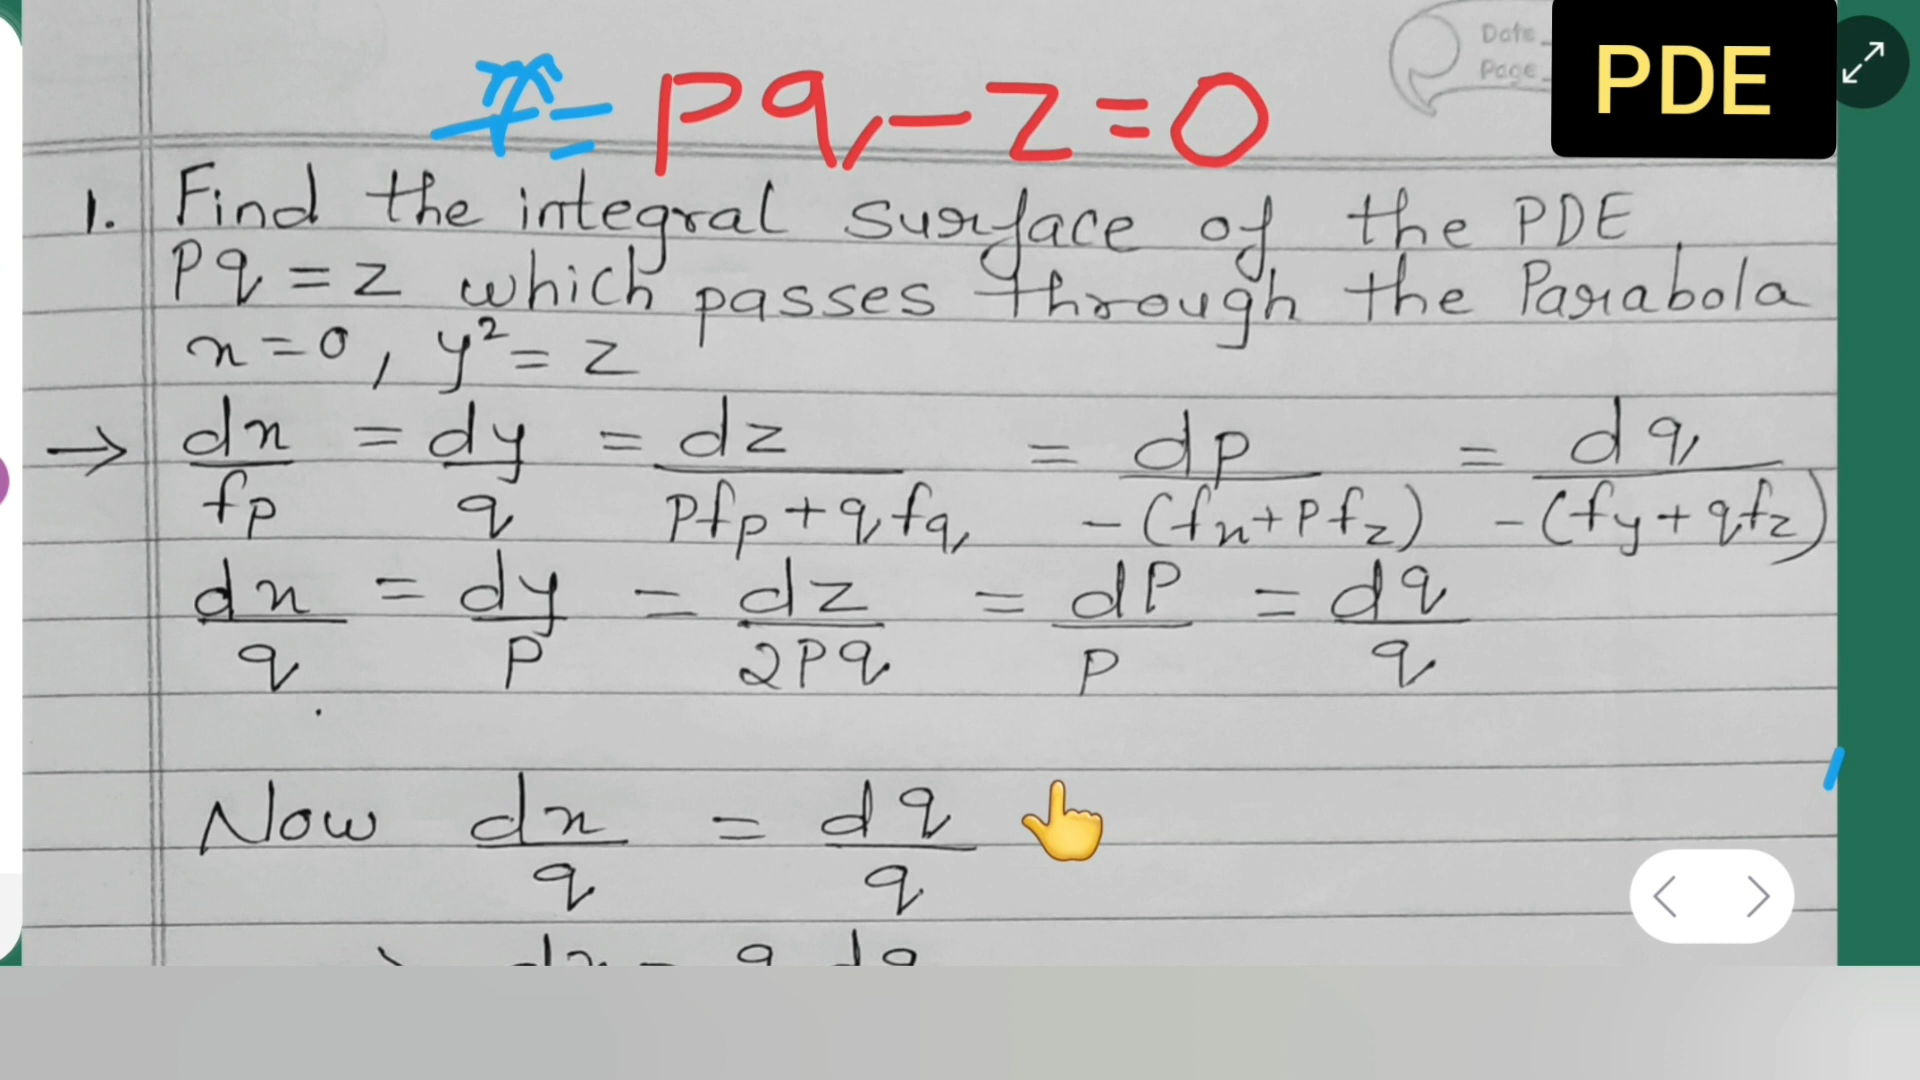 Date
Page
PDE
f = pq - z = 0
1. Find the integral surface of the PDE
Pq = z which passes through the Parabola
x = 0, y² = z
→ dx/fp = dy/q = dz/(pfp + qfq) = dp/-(fx + pfz) = dq/-(fy + qfz)
dx/q = dy/p = dz/2pq = dp/p = dq/q
Now dx/q = dq/q